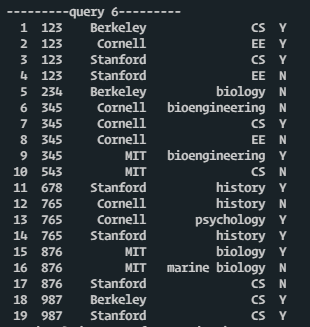 ---------query 6---------
1 123 Berkeley CS Y
2 123 Cornell EE Y
3 123 Stanford CS Y
4 123 Stanford EE N
5 234 Berkeley biology N
6 345 Cornell bioengineering N
7 345 Cornell CS Y
8 345 Cornell EE N
9 345 MIT bioengineering Y
10 543 MIT CS N
11 678 Stanford history Y
12 765 Cornell history N
13 765 Cornell psychology Y
14 765 Stanford history Y
15 876 MIT biology Y
16 876 MIT marine biology N
17 876 Stanford CS N
18 987 Berkeley CS Y
19 987 Stanford CS Y